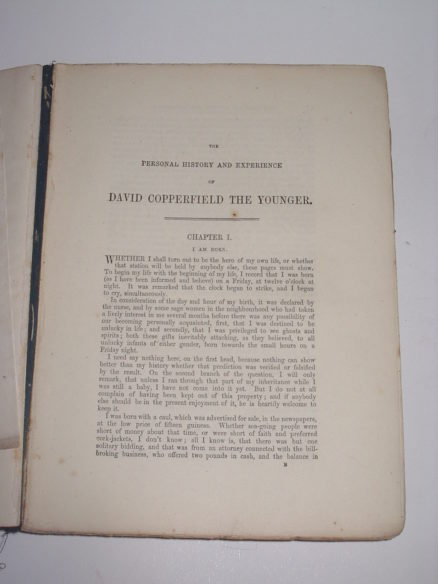 THE
PERSONAL HISTORY AND EXPERIENCE
OF
DAVID COPPERFIELD THE YOUNGER.
CHAPTER I.
I AM BORN.
WHETHER I shall turn out to be the hero of my own life, or whether
that station will be held by anybody else, these pages must show.
To begin my life with the beginning of my life, I record that I was born
(as I have been informed and believe) on a Friday, at twelve o'clock at
night. It was remarked that the clock began to strike, and I began
to cry, simultaneously.
In consideration of the day and hour of my birth, it was declared by
the nurse, and by some sage women in the neighbourhood who had taken
a lively interest in me several months before there was any possibility of
our becoming personally acquainted, first, that I was destined to be
unlucky in life; and secondly, that I was privileged to see ghosts and
spirits; both these gifts inevitably attaching, as they believed, to all
unlucky infants of either gender, born towards the small hours on a
Friday night.
I need say nothing here, on the first head, because nothing can show
better than my history whether that prediction was verified or falsified
by the result. On the second branch of the question, I will only
remark, that unless I ran through that part of my inheritance while I
was still a baby, I have not come into it yet. But I do not at all
complain of having been kept out of this property; and if anybody
else should be in the present enjoyment of it, he is heartily welcome to
keep it.
I was born with a caul, which was advertised for sale, in the newspapers,
at the low price of fifteen guineas. Whether sea-going people were
short of money about that time, or were short of faith and preferred
cork-jackets, I don't know; all I know is, that there was but one
solitary bidding, and that was from an attorney connected with the bill-
broking business, who offered two pounds in cash, and the balance in
B